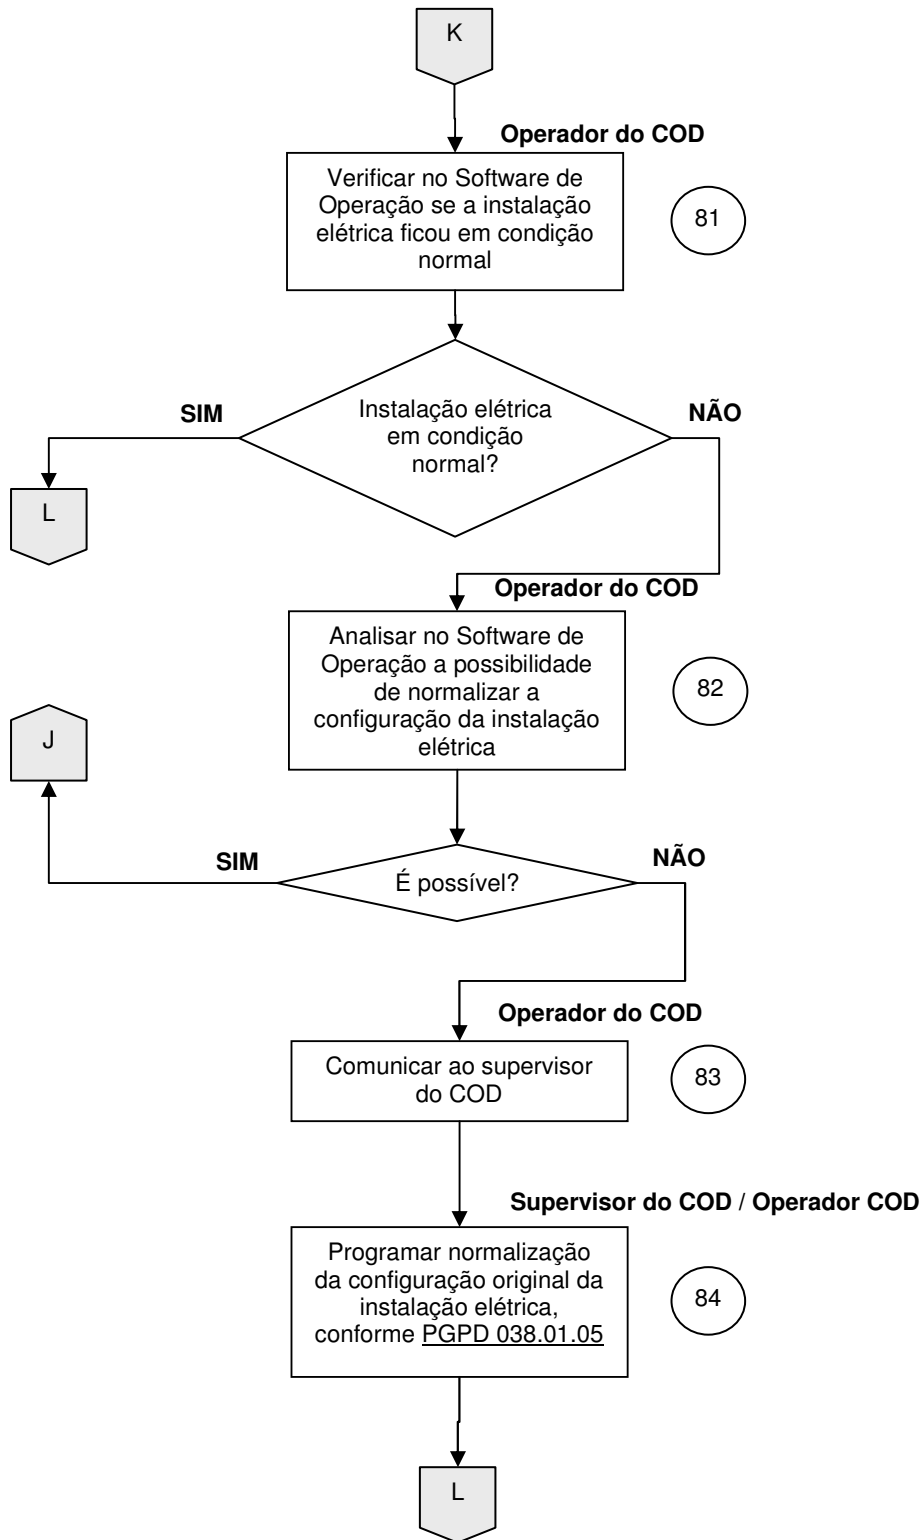 K
Operador do COD
Verificar no Software de
Operação se a instalação
elétrica ficou em condição
normal
81
Instalação elétrica
em condição
normal?
SIM
NÃO
L
Operador do COD
Analisar no Software de
Operação a possibilidade
de normalizar a
configuração da instalação
elétrica
82
J
É possível?
SIM
NÃO
Operador do COD
Comunicar ao supervisor
do COD
83
Supervisor do COD / Operador COD
Programar normalização
da configuração original da
instalação elétrica,
conforme PGPD 038.01.05
84
L